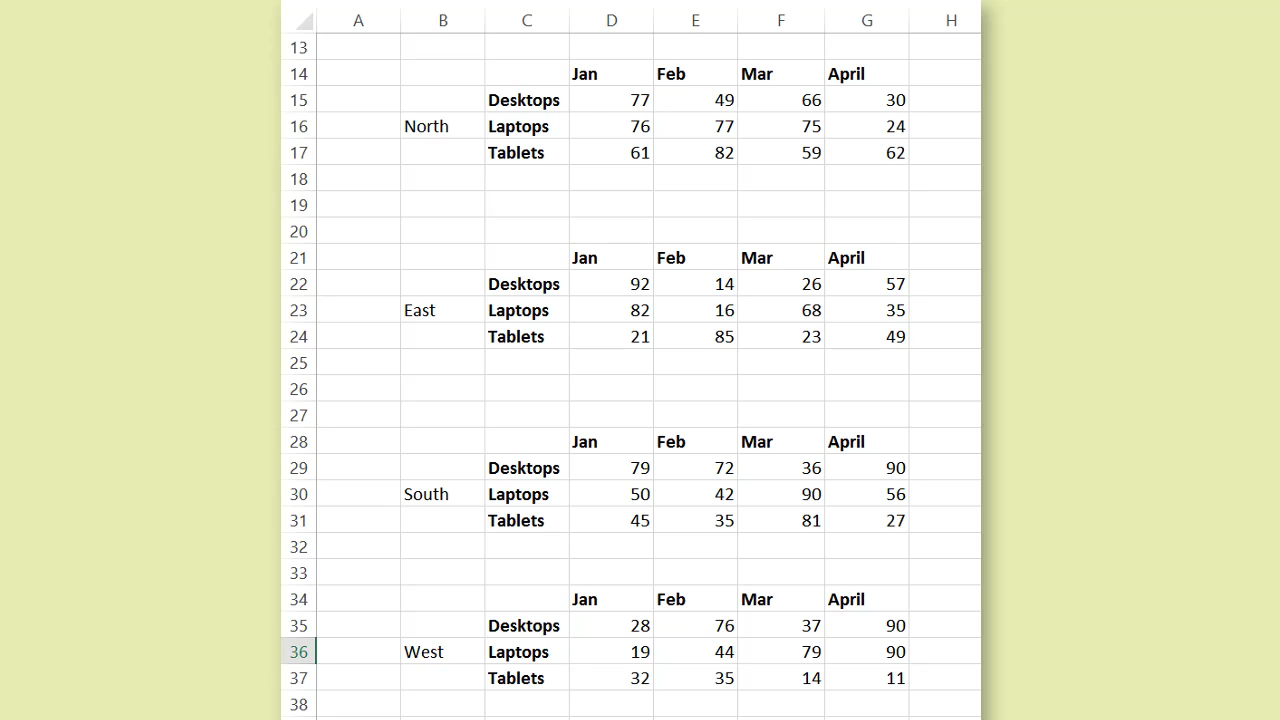 A B C D E F G H
13
14 Jan Feb Mar April
15 Desktops 77 49 66 30
16 North Laptops 76 77 75 24
17 Tablets 61 82 59 62
18
19
20
21 Jan Feb Mar April
22 Desktops 92 14 26 57
23 East Laptops 82 16 68 35
24 Tablets 21 85 23 49
25
26
27
28 Jan Feb Mar April
29 Desktops 79 72 36 90
30 South Laptops 50 42 90 56
31 Tablets 45 35 81 27
32
33
34 Jan Feb Mar April
35 Desktops 28 76 37 90
36 West Laptops 19 44 79 90
37 Tablets 32 35 14 11
38